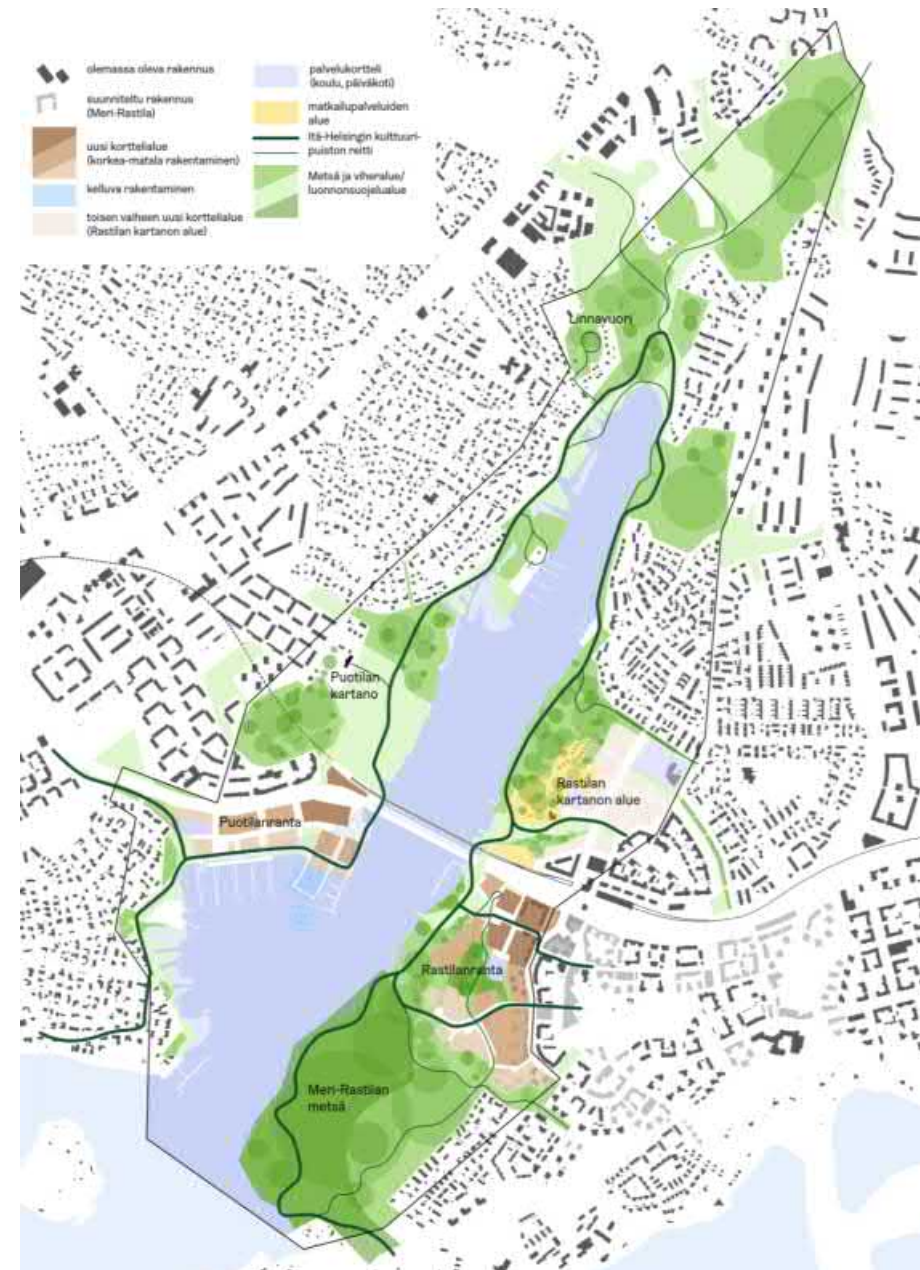 olemassa oleva rakennus
suunniteltu rakennus
(Meri-Rastila)
uusi korttelialue
(korkea-matala rakentaminen)
kelluva rakentaminen
toisen vaiheen uusi korttelialue
(Rastilan kartanon alue)
palvelukortteli
(koulu, päiväkoti)
matkailupalveluiden
alue
Itä-Helsingin kulttuuri-
puiston reitti
Metsä ja viheralue/
luonnonsuojelualue
Linnavuori
Puotilan
kartano
Rastilan
kartanon alue
Puotilanranta
Rastilanranta
Meri-Rastilan
metsä